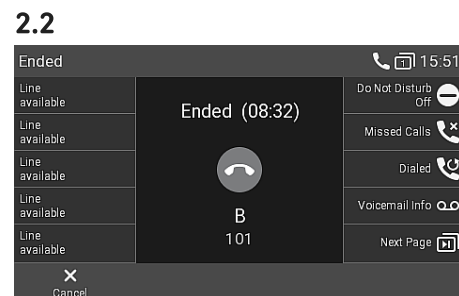 2.2
Ended
1
15:51
Line
available
Line
available
Line
available
Line
available
Line
available
Ended (08:32)
B
101
Do Not Disturb
Off
Missed Calls
Dialed
Voicemail Info
Next Page
Cancel